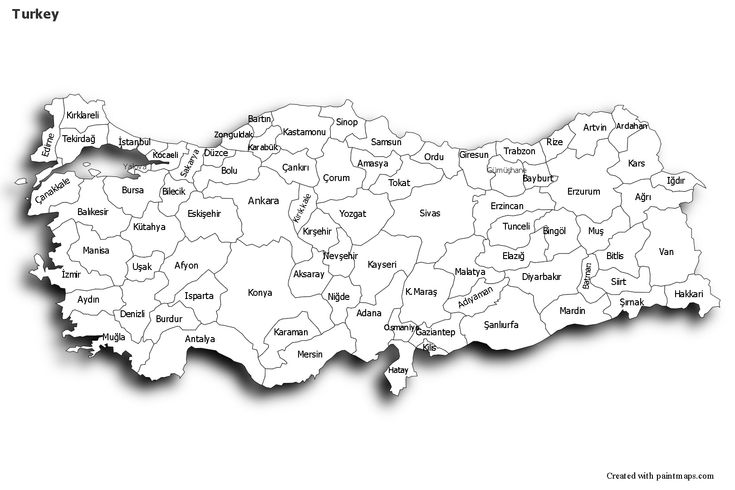 Turkey
Kırklareli
Edirne
Tekirdağ
İstanbul
Kocaeli
Yalova
Sakarya
Düzce
Zonguldak
Bartın
Karabük
Kastamonu
Sinop
Samsun
Ordu
Giresun
Trabzon
Rize
Artvin
Ardahan
Çanakkale
Bursa
Bilecik
Bolu
Çankırı
Çorum
Amasya
Tokat
Gümüşhane
Bayburt
Erzurum
Kars
Iğdır
Ağrı
Balıkesir
Kütahya
Eskişehir
Ankara
Kırıkkale
Kırşehir
Yozgat
Sivas
Erzincan
Tunceli
Bingöl
Muş
Bitlis
Van
Manisa
İzmir
Uşak
Afyon
Konya
Aksaray
Nevşehir
Kayseri
Malatya
Elazığ
Diyarbakır
Batman
Siirt
Şırnak
Hakkari
Aydın
Denizli
Isparta
Burdur
Niğde
Adana
K.Maraş
Adıyaman
Şanlıurfa
Mardin
Muğla
Antalya
Karaman
Mersin
Osmaniye
Gaziantep
Kilis
Hatay
Created with paintmaps.com